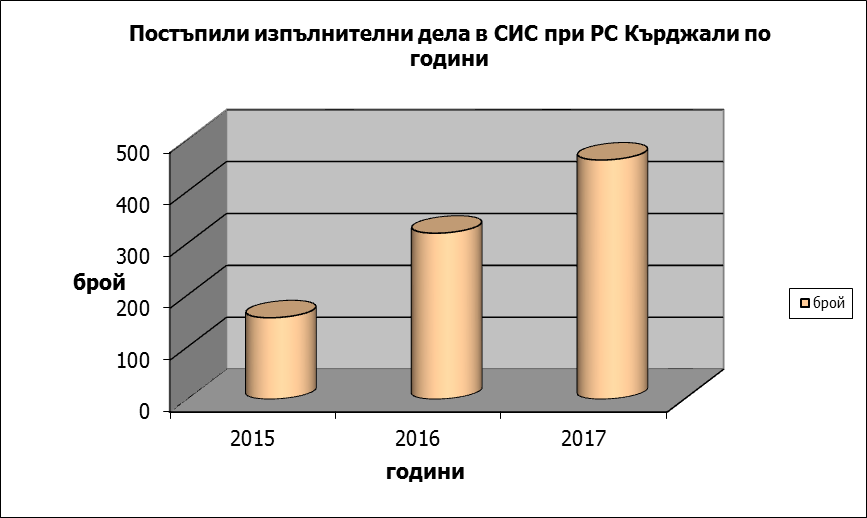 Постъпили изпълнителни дела в СИС при РС Кърджали по
години
500
400
300
200
100
0
брой
2015
2016
2017
години
брой